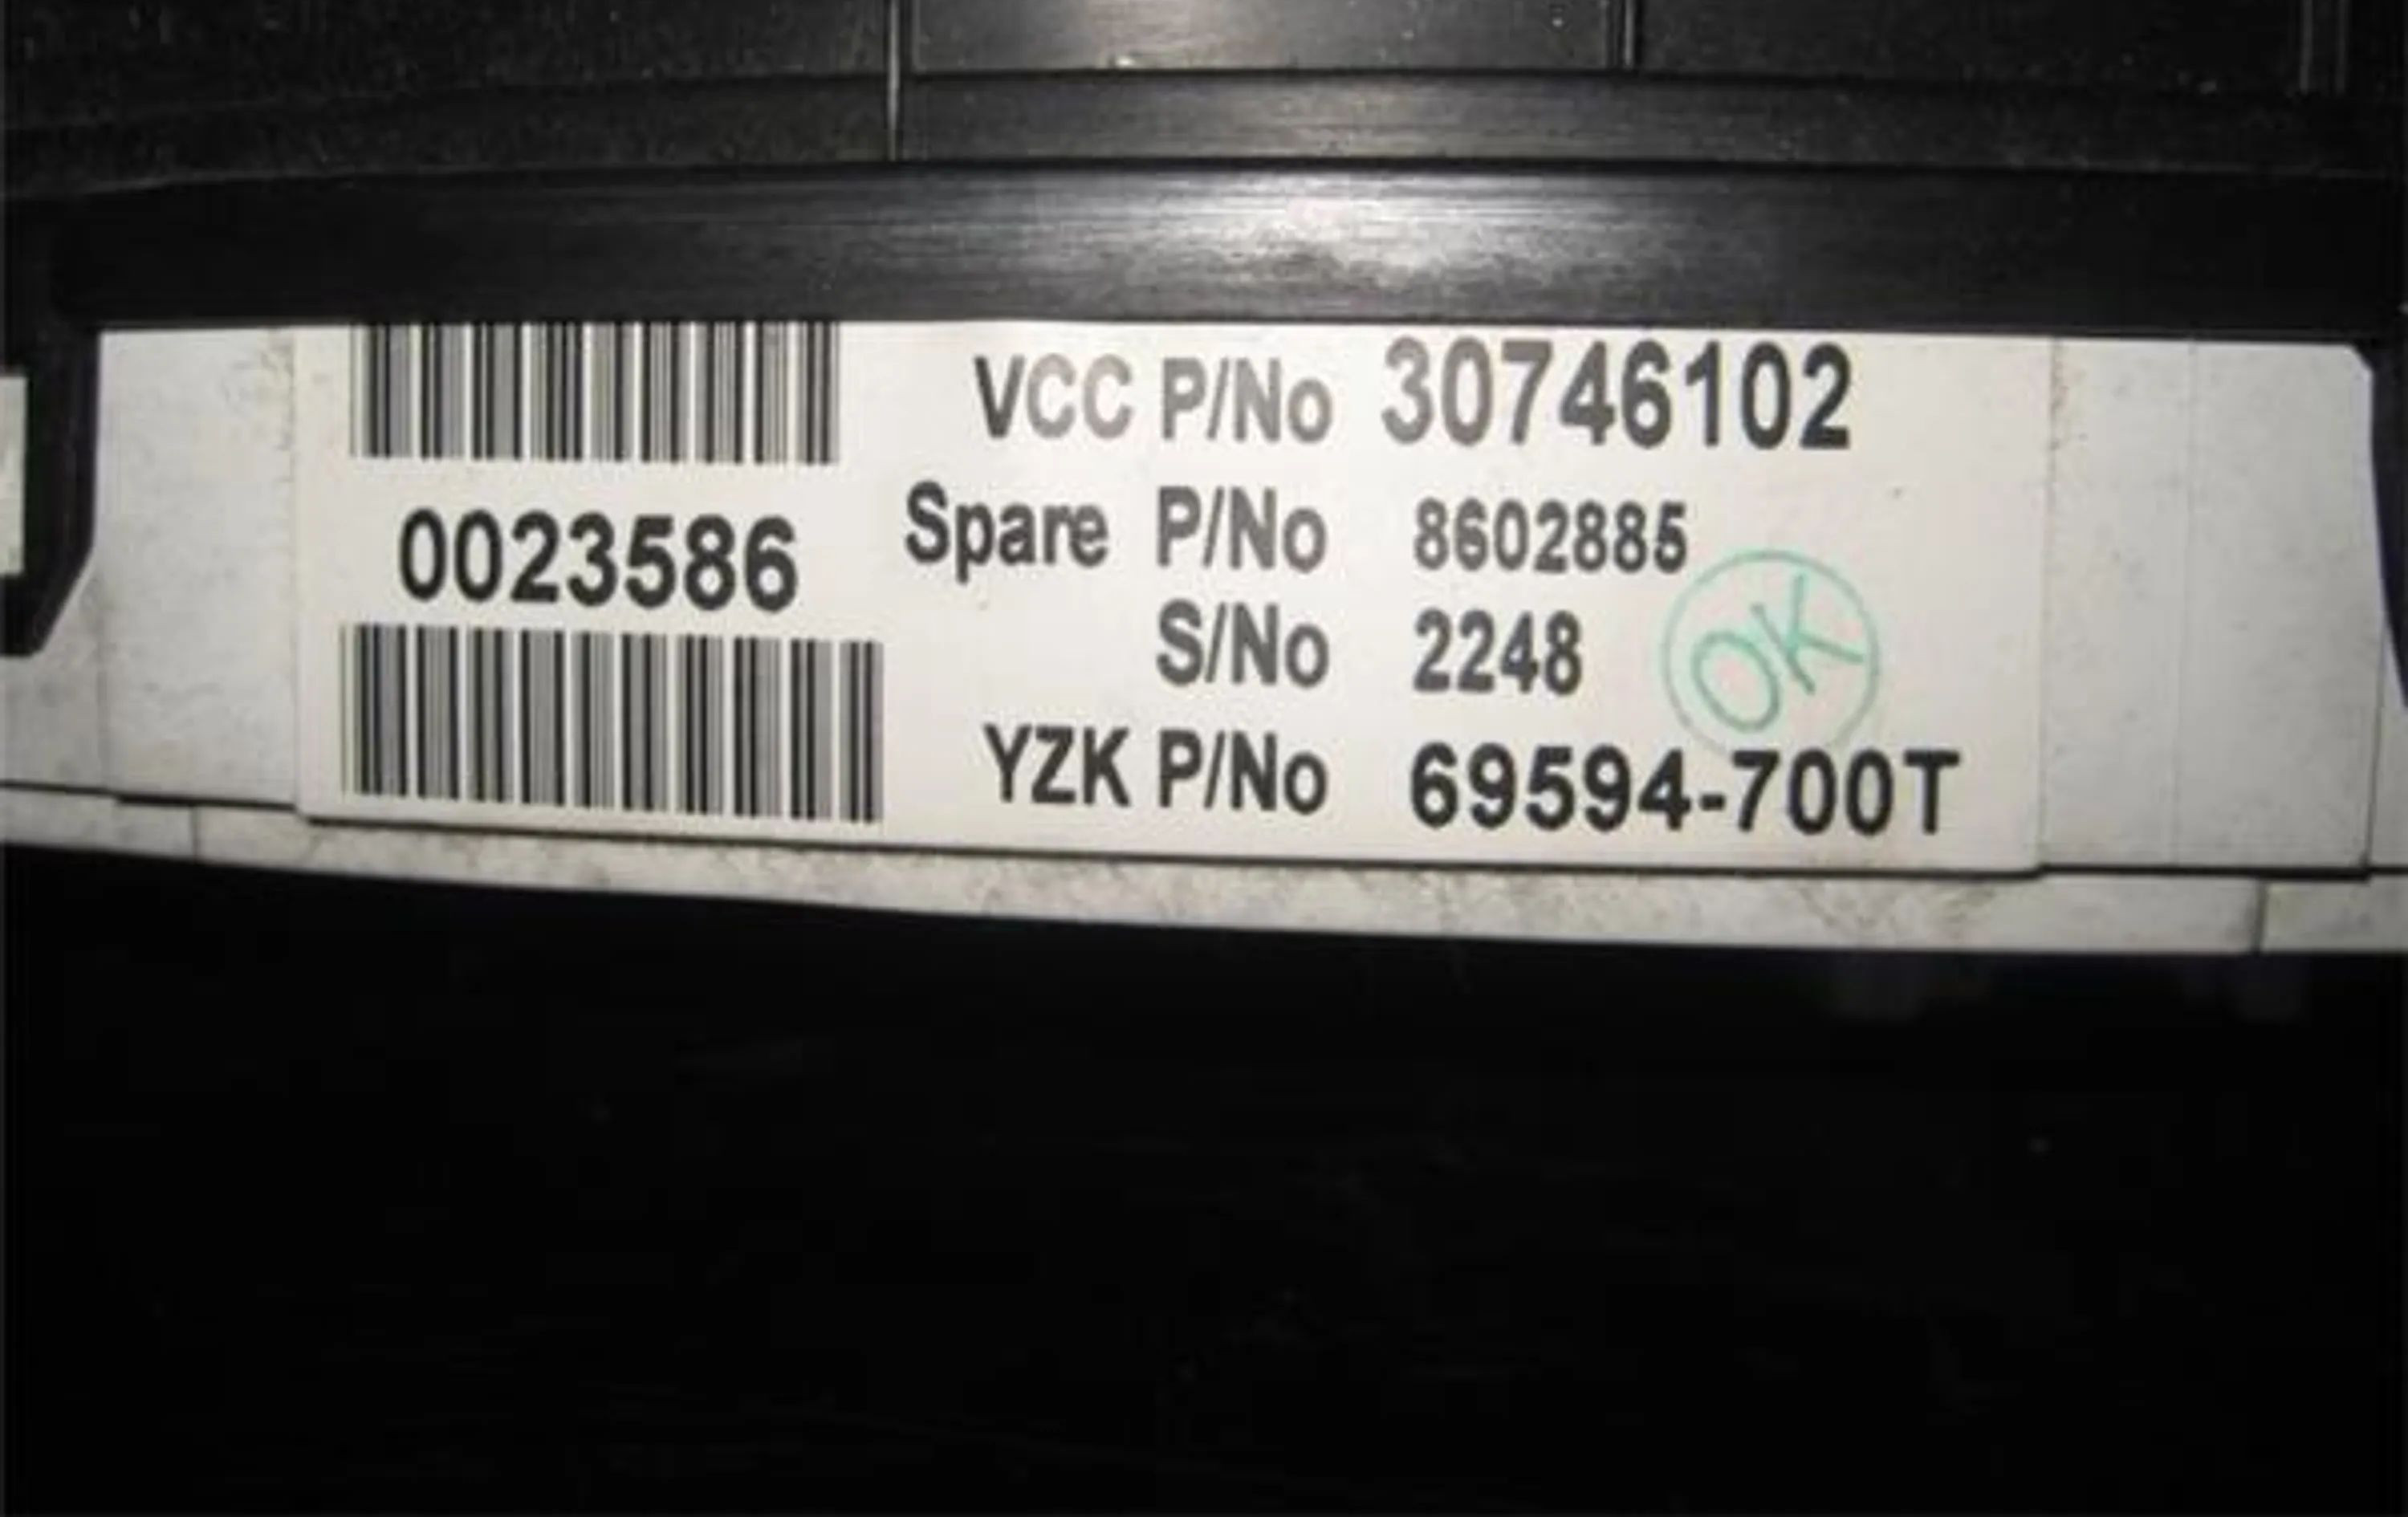 0023586
VCC P/No 30746102
Spare P/No 8602885
S/No 2248
OK
YZK P/No 69594-700T